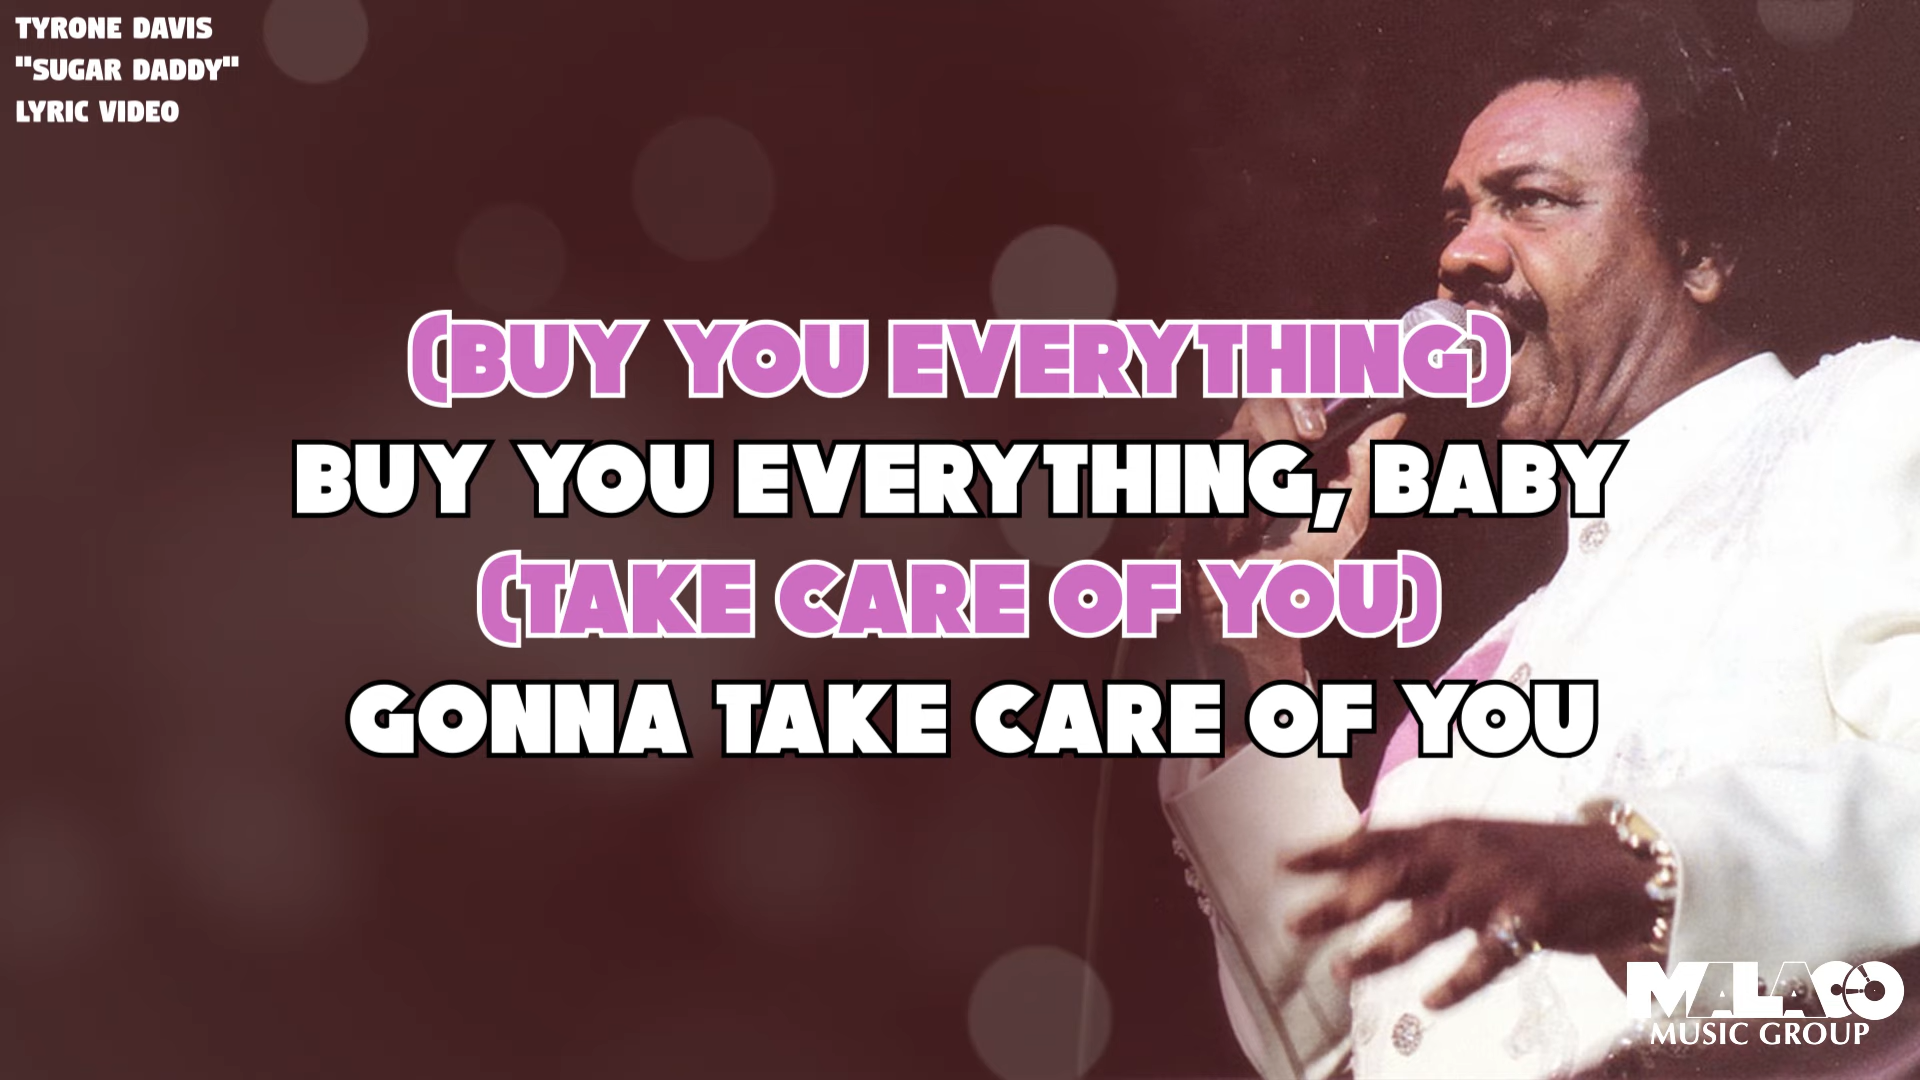 TYRONE DAVIS
"SUGAR DADDY"
LYRIC VIDEO
(BUY YOU EVERYTHING)
BUY YOU EVERYTHING, BABY
(TAKE CARE OF YOU)
GONNA TAKE CARE OF YOU
MALACO
MUSIC GROUP